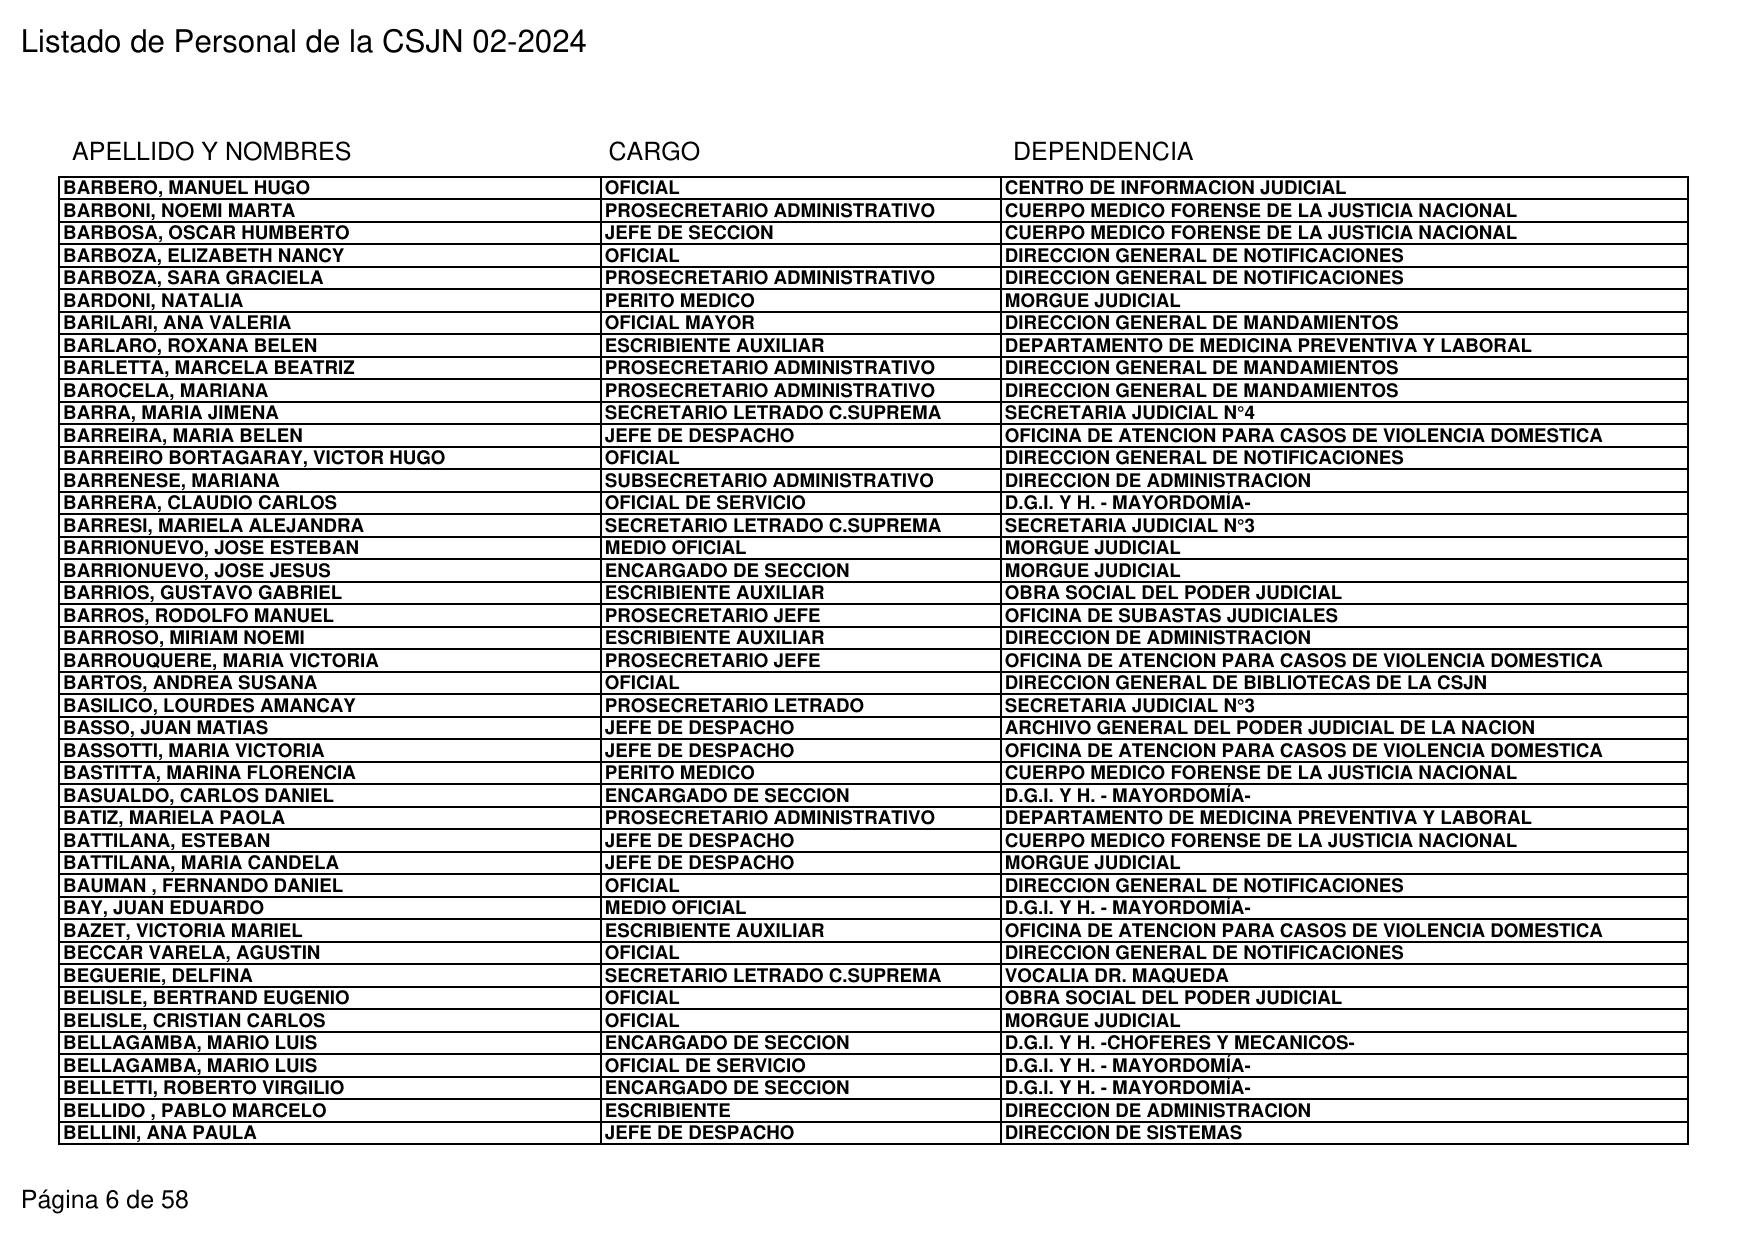 Listado de Personal de la CSJN 02-2024
APELLIDO Y NOMBRES CARGO DEPENDENCIA
BARBERO, MANUEL HUGO OFICIAL CENTRO DE INFORMACION JUDICIAL
BARBONI, NOEMI MARTA PROSECRETARIO ADMINISTRATIVO CUERPO MEDICO FORENSE DE LA JUSTICIA NACIONAL
BARBOSA, OSCAR HUMBERTO JEFE DE SECCION CUERPO MEDICO FORENSE DE LA JUSTICIA NACIONAL
BARBOZA, ELIZABETH NANCY OFICIAL DIRECCION GENERAL DE NOTIFICACIONES
BARBOZA, SARA GRACIELA PROSECRETARIO ADMINISTRATIVO DIRECCION GENERAL DE NOTIFICACIONES
BARDONI, NATALIA PERITO MEDICO MORGUE JUDICIAL
BARILARI, ANA VALERIA OFICIAL MAYOR DIRECCION GENERAL DE MANDAMIENTOS
BARLARO, ROXANA BELEN ESCRIBIENTE AUXILIAR DEPARTAMENTO DE MEDICINA PREVENTIVA Y LABORAL
BARLETTA, MARCELA BEATRIZ PROSECRETARIO ADMINISTRATIVO DIRECCION GENERAL DE MANDAMIENTOS
BAROCELA, MARIANA PROSECRETARIO ADMINISTRATIVO DIRECCION GENERAL DE MANDAMIENTOS
BARRA, MARIA JIMENA SECRETARIO LETRADO C.SUPREMA SECRETARIA JUDICIAL N°4
BARREIRA, MARIA BELEN JEFE DE DESPACHO OFICINA DE ATENCION PARA CASOS DE VIOLENCIA DOMESTICA
BARREIRO BORTAGARAY, VICTOR HUGO OFICIAL DIRECCION GENERAL DE NOTIFICACIONES
BARRENESE, MARIANA SUBSECRETARIO ADMINISTRATIVO DIRECCION DE ADMINISTRACION
BARRERA, CLAUDIO CARLOS OFICIAL DE SERVICIO D.G.I. Y H. - MAYORDOMÍA-
BARRESI, MARIELA ALEJANDRA SECRETARIO LETRADO C.SUPREMA SECRETARIA JUDICIAL N°3
BARRIONUEVO, JOSE ESTEBAN MEDIO OFICIAL MORGUE JUDICIAL
BARRIONUEVO, JOSE JESUS ENCARGADO DE SECCION MORGUE JUDICIAL
BARRIOS, GUSTAVO GABRIEL ESCRIBIENTE AUXILIAR OBRA SOCIAL DEL PODER JUDICIAL
BARROS, RODOLFO MANUEL PROSECRETARIO JEFE OFICINA DE SUBASTAS JUDICIALES
BARROSO, MIRIAM NOEMI ESCRIBIENTE AUXILIAR DIRECCION DE ADMINISTRACION
BARROUQUERE, MARIA VICTORIA PROSECRETARIO JEFE OFICINA DE ATENCION PARA CASOS DE VIOLENCIA DOMESTICA
BARTOS, ANDREA SUSANA OFICIAL DIRECCION GENERAL DE BIBLIOTECAS DE LA CSJN
BASILICO, LOURDES AMANCAY PROSECRETARIO LETRADO SECRETARIA JUDICIAL N°3
BASSO, JUAN MATIAS JEFE DE DESPACHO ARCHIVO GENERAL DEL PODER JUDICIAL DE LA NACION
BASSOTTI, MARIA VICTORIA JEFE DE DESPACHO OFICINA DE ATENCION PARA CASOS DE VIOLENCIA DOMESTICA
BASTITTA, MARINA FLORENCIA PERITO MEDICO CUERPO MEDICO FORENSE DE LA JUSTICIA NACIONAL
BASUALDO, CARLOS DANIEL ENCARGADO DE SECCION D.G.I. Y H. - MAYORDOMÍA-
BATIZ, MARIELA PAOLA PROSECRETARIO ADMINISTRATIVO DEPARTAMENTO DE MEDICINA PREVENTIVA Y LABORAL
BATTILANA, ESTEBAN JEFE DE DESPACHO CUERPO MEDICO FORENSE DE LA JUSTICIA NACIONAL
BATTILANA, MARIA CANDELA JEFE DE DESPACHO MORGUE JUDICIAL
BAUMAN , FERNANDO DANIEL OFICIAL DIRECCION GENERAL DE NOTIFICACIONES
BAY, JUAN EDUARDO MEDIO OFICIAL D.G.I. Y H. - MAYORDOMÍA-
BAZET, VICTORIA MARIEL ESCRIBIENTE AUXILIAR OFICINA DE ATENCION PARA CASOS DE VIOLENCIA DOMESTICA
BECCAR VARELA, AGUSTIN OFICIAL DIRECCION GENERAL DE NOTIFICACIONES
BEGUERIE, DELFINA SECRETARIO LETRADO C.SUPREMA VOCALIA DR. MAQUEDA
BELISLE, BERTRAND EUGENIO OFICIAL OBRA SOCIAL DEL PODER JUDICIAL
BELISLE, CRISTIAN CARLOS OFICIAL MORGUE JUDICIAL
BELLAGAMBA, MARIO LUIS ENCARGADO DE SECCION D.G.I. Y H. -CHOFERES Y MECANICOS-
BELLAGAMBA, MARIO LUIS OFICIAL DE SERVICIO D.G.I. Y H. - MAYORDOMÍA-
BELLETTI, ROBERTO VIRGILIO ENCARGADO DE SECCION D.G.I. Y H. - MAYORDOMÍA-
BELLIDO , PABLO MARCELO ESCRIBIENTE DIRECCION DE ADMINISTRACION
BELLINI, ANA PAULA JEFE DE DESPACHO DIRECCION DE SISTEMAS
Página 6 de 58